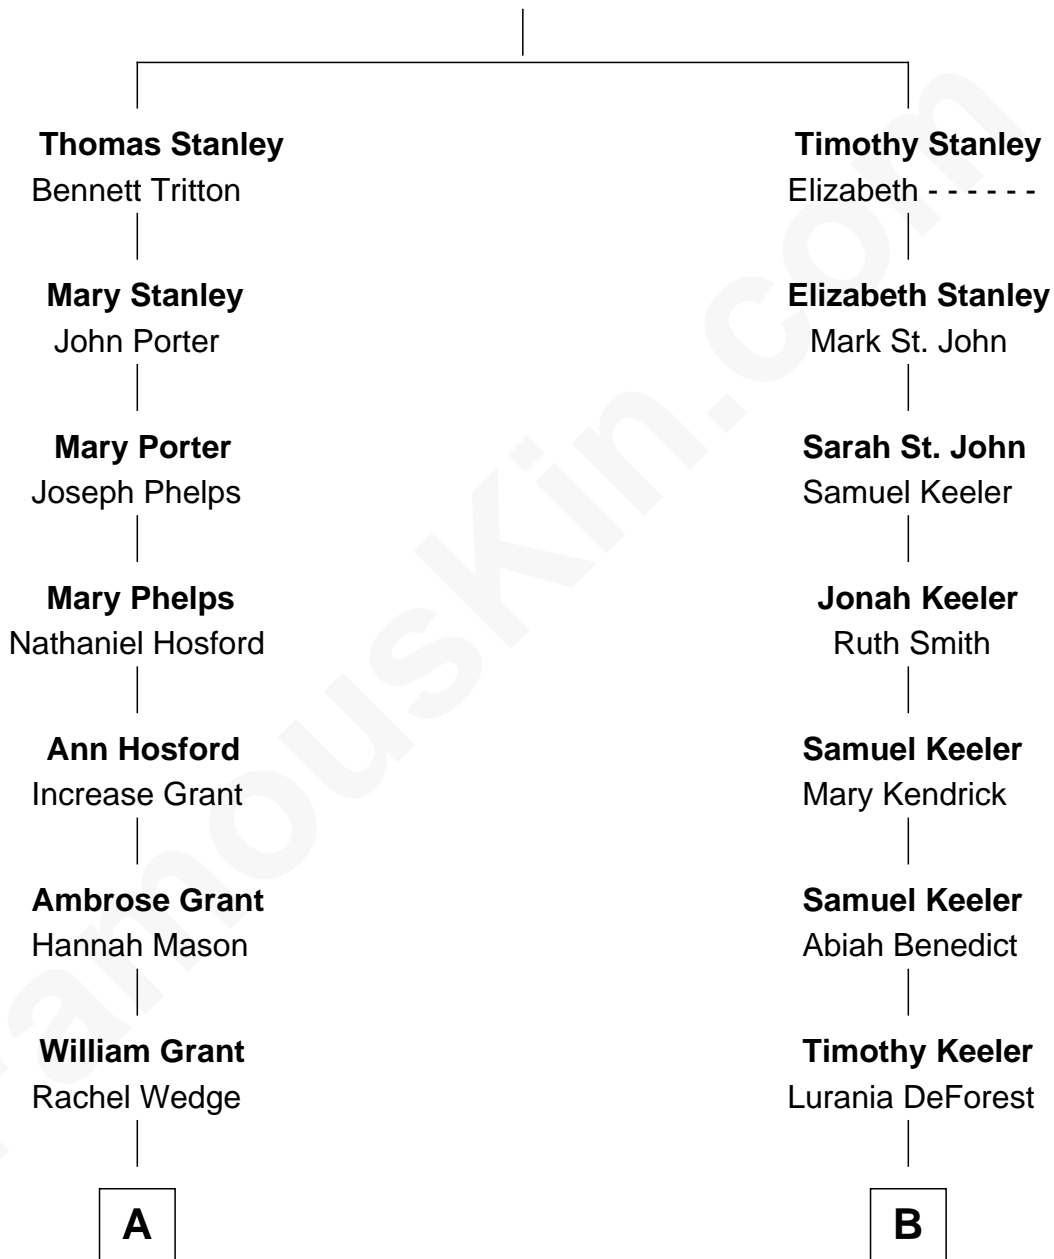 Thomas Stanley
Bennett Tritton
Mary Stanley
John Porter
Mary Porter
Joseph Phelps
Mary Phelps
Nathaniel Hosford
Ann Hosford
Increase Grant
Ambrose Grant
Hannah Mason
William Grant
Rachel Wedge
A
Timothy Stanley
Elizabeth - - - - - -
Elizabeth Stanley
Mark St. John
Sarah St. John
Samuel Keeler
Jonah Keeler
Ruth Smith
Samuel Keeler
Mary Kendrick
Samuel Keeler
Abiah Benedict
Timothy Keeler
Lurania DeForest
B
FamousKin.com